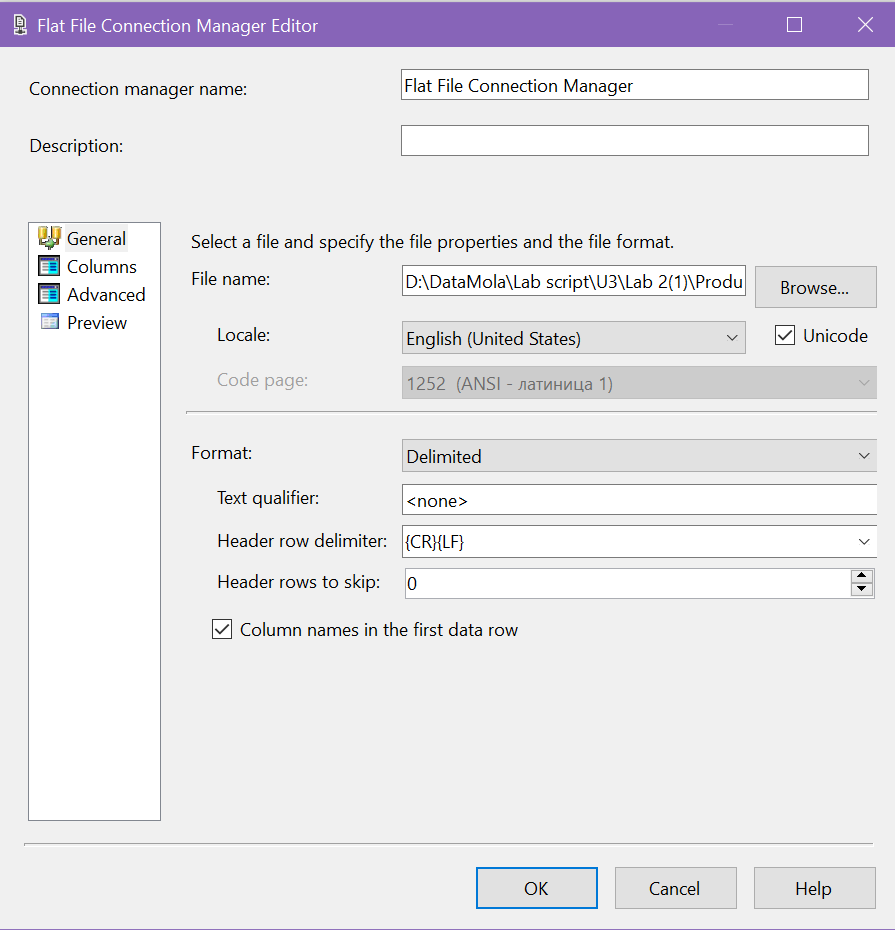 Flat File Connection Manager Editor
Connection manager name: Flat File Connection Manager
Description:
General
Columns
Advanced
Preview
Select a file and specify the file properties and the file format.
File name: D:\DataMola\Lab script\U3\Lab 2(1)\Produ Browse...
Locale: English (United States) Unicode
Code page: 1252 (ANSI - латиница 1)
Format: Delimited
Text qualifier: <none>
Header row delimiter: {CR}{LF}
Header rows to skip: 0
Column names in the first data row
OK Cancel Help